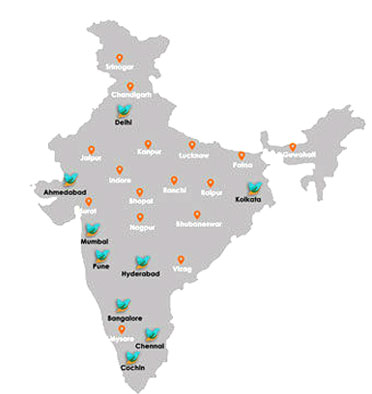 Srinagar
Chandigarh
Delhi
Jaipur
Kanpur
Lucknow
Patna
Guwahati
Ahmedabad
Indore
Ranchi
Raipur
Kolkata
Surat
Bhopal
Nagpur
Bhubaneswar
Mumbai
Pune
Hyderabad
Vizag
Bangalore
Mysore
Chennai
Cochin